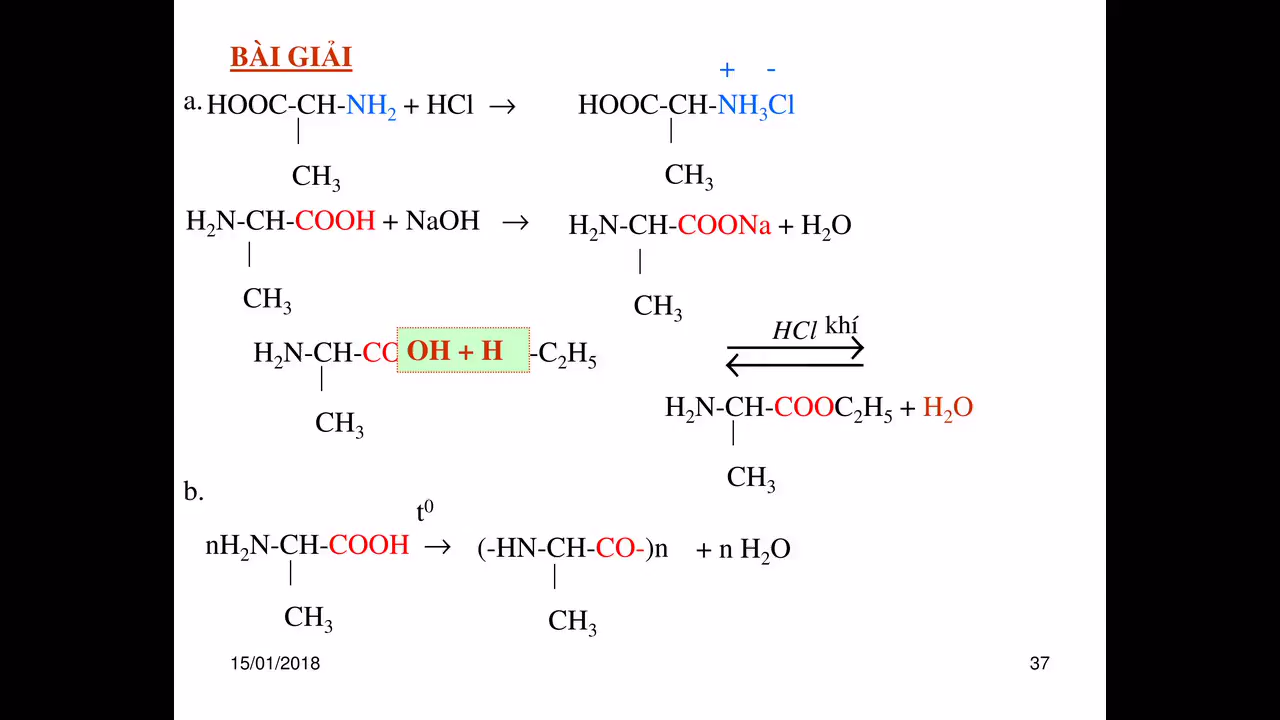 BÀI GIẢI
+ -
a. HOOC-CH-NH₂ + HCl → HOOC-CH-NH₃Cl
| |
CH₃ CH₃
H₂N-CH-COOH + NaOH → H₂N-CH-COONa + H₂O
| |
CH₃ CH₃
HCl khí
H₂N-CH-CO OH + H -C₂H₅ ⇄
|
CH₃
H₂N-CH-COOC₂H₅ + H₂O
|
CH₃
b.
t⁰
nH₂N-CH-COOH → (-HN-CH-CO-)n + n H₂O
| |
CH₃ CH₃
15/01/2018 37